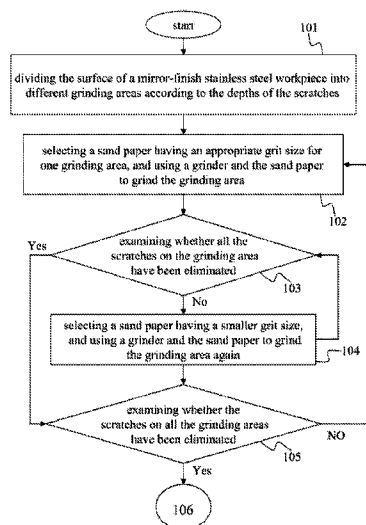 start
101
dividing the surface of a mirror-finish stainless steel workpiece into
different grinding areas according to the depths of the scratches
selecting a sand paper having an appropriate grit size for
one grinding area, and using a grinder and the sand paper
to grind the grinding area
102
Yes
examining whether all the
scratches on the grinding area
have been eliminated
103
No
selecting a sand paper having a smaller grit size,
and using a grinder and the sand paper to grind
the grinding area again
104
examining whether the
scratches on all the grinding areas
have been eliminated
105
NO
Yes
106